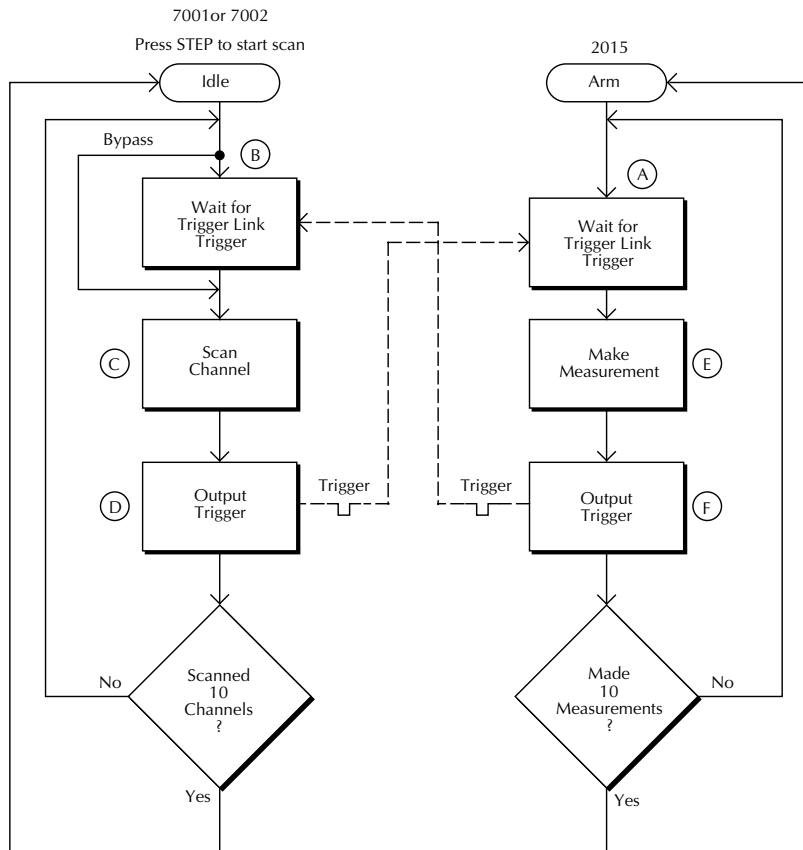 7001or 7002
Press STEP to start scan
Idle
Bypass
B
Wait for
Trigger Link
Trigger
C
Scan
Channel
D
Output
Trigger
Trigger
Scanned
10
Channels
?
No
Yes
2015
Arm
A
Wait for
Trigger Link
Trigger
Make
Measurement
E
Trigger
Output
Trigger
F
Made
10
Measurements
?
No
Yes